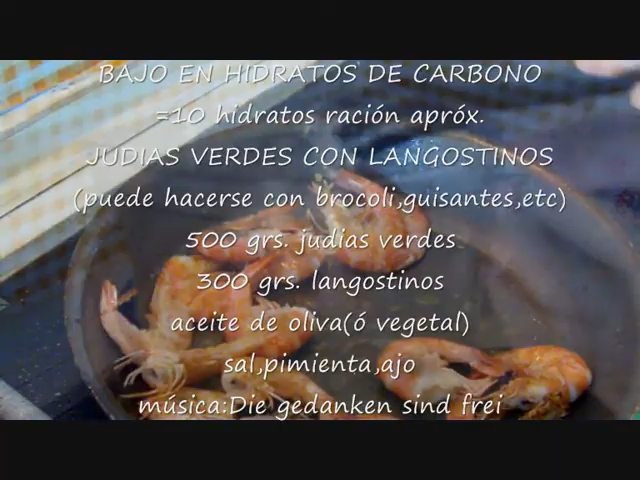 BAJO EN HIDRATOS DE CARBONO
=10 hidratos ración apróx.
JUDIAS VERDES CON LANGOSTINOS
(puede hacerse con brocoli,guisantes,etc)
500 grs. judias verdes
300 grs. langostinos
aceite de oliva(ó vegetal)
sal,pimienta,ajo
música:Die gedanken sind frei